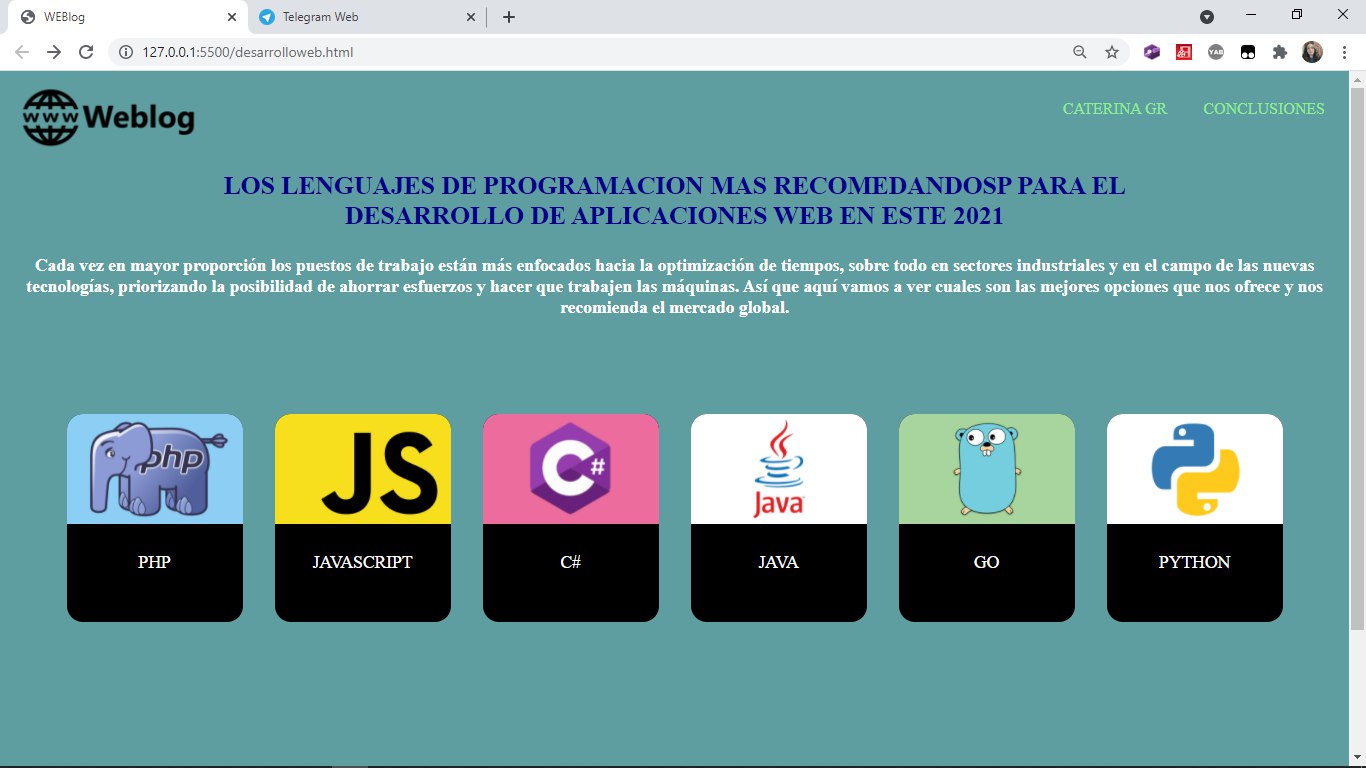 WEBlog
Telegram Web
127.0.0.1:5500/desarrolloweb.html
YAB
www Weblog
CATERINA GR
CONCLUSIONES
LOS LENGUAJES DE PROGRAMACION MAS RECOMEDANDOSP PARA EL
DESARROLLO DE APLICACIONES WEB EN ESTE 2021
Cada vez en mayor proporción los puestos de trabajo están más enfocados hacia la optimización de tiempos, sobre todo en sectores industriales y en el campo de las nuevas
tecnologías, priorizando la posibilidad de ahorrar esfuerzos y hacer que trabajen las máquinas. Así que aquí vamos a ver cuales son las mejores opciones que nos ofrece y nos
recomienda el mercado global.
php
JS
C#
Java
PHP
JAVASCRIPT
C#
JAVA
GO
PYTHON